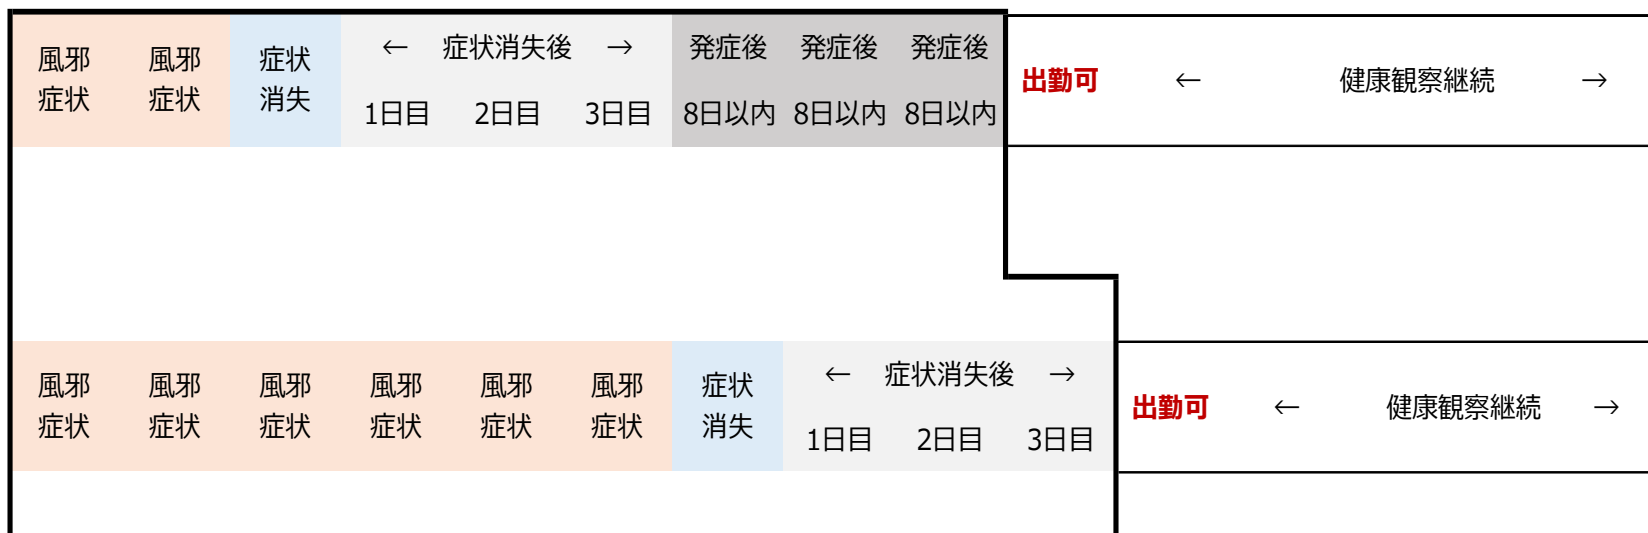 風邪 風邪 症状 ← 症状消失後 → 発症後 発症後 発症後 出勤可 ← 健康観察継続 →
症状 症状 消失 1日目 2日目 3日目 8日以内 8日以内 8日以内
風邪 風邪 風邪 風邪 風邪 風邪 症状 ← 症状消失後 → 出勤可 ← 健康観察継続 →
症状 症状 症状 症状 症状 症状 消失 1日目 2日目 3日目